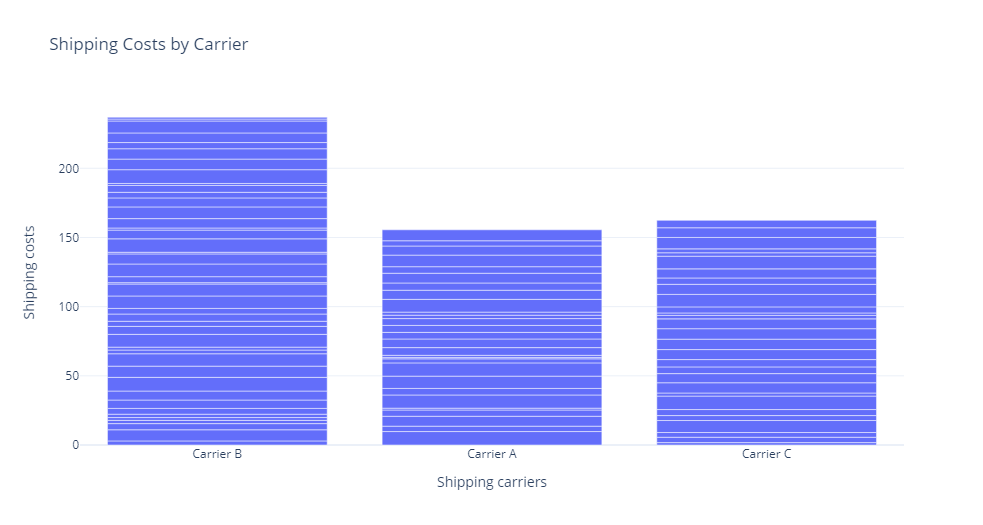 Shipping Costs by Carrier
Shipping costs
200
150
100
50
0
Carrier B
Carrier A
Carrier C
Shipping carriers